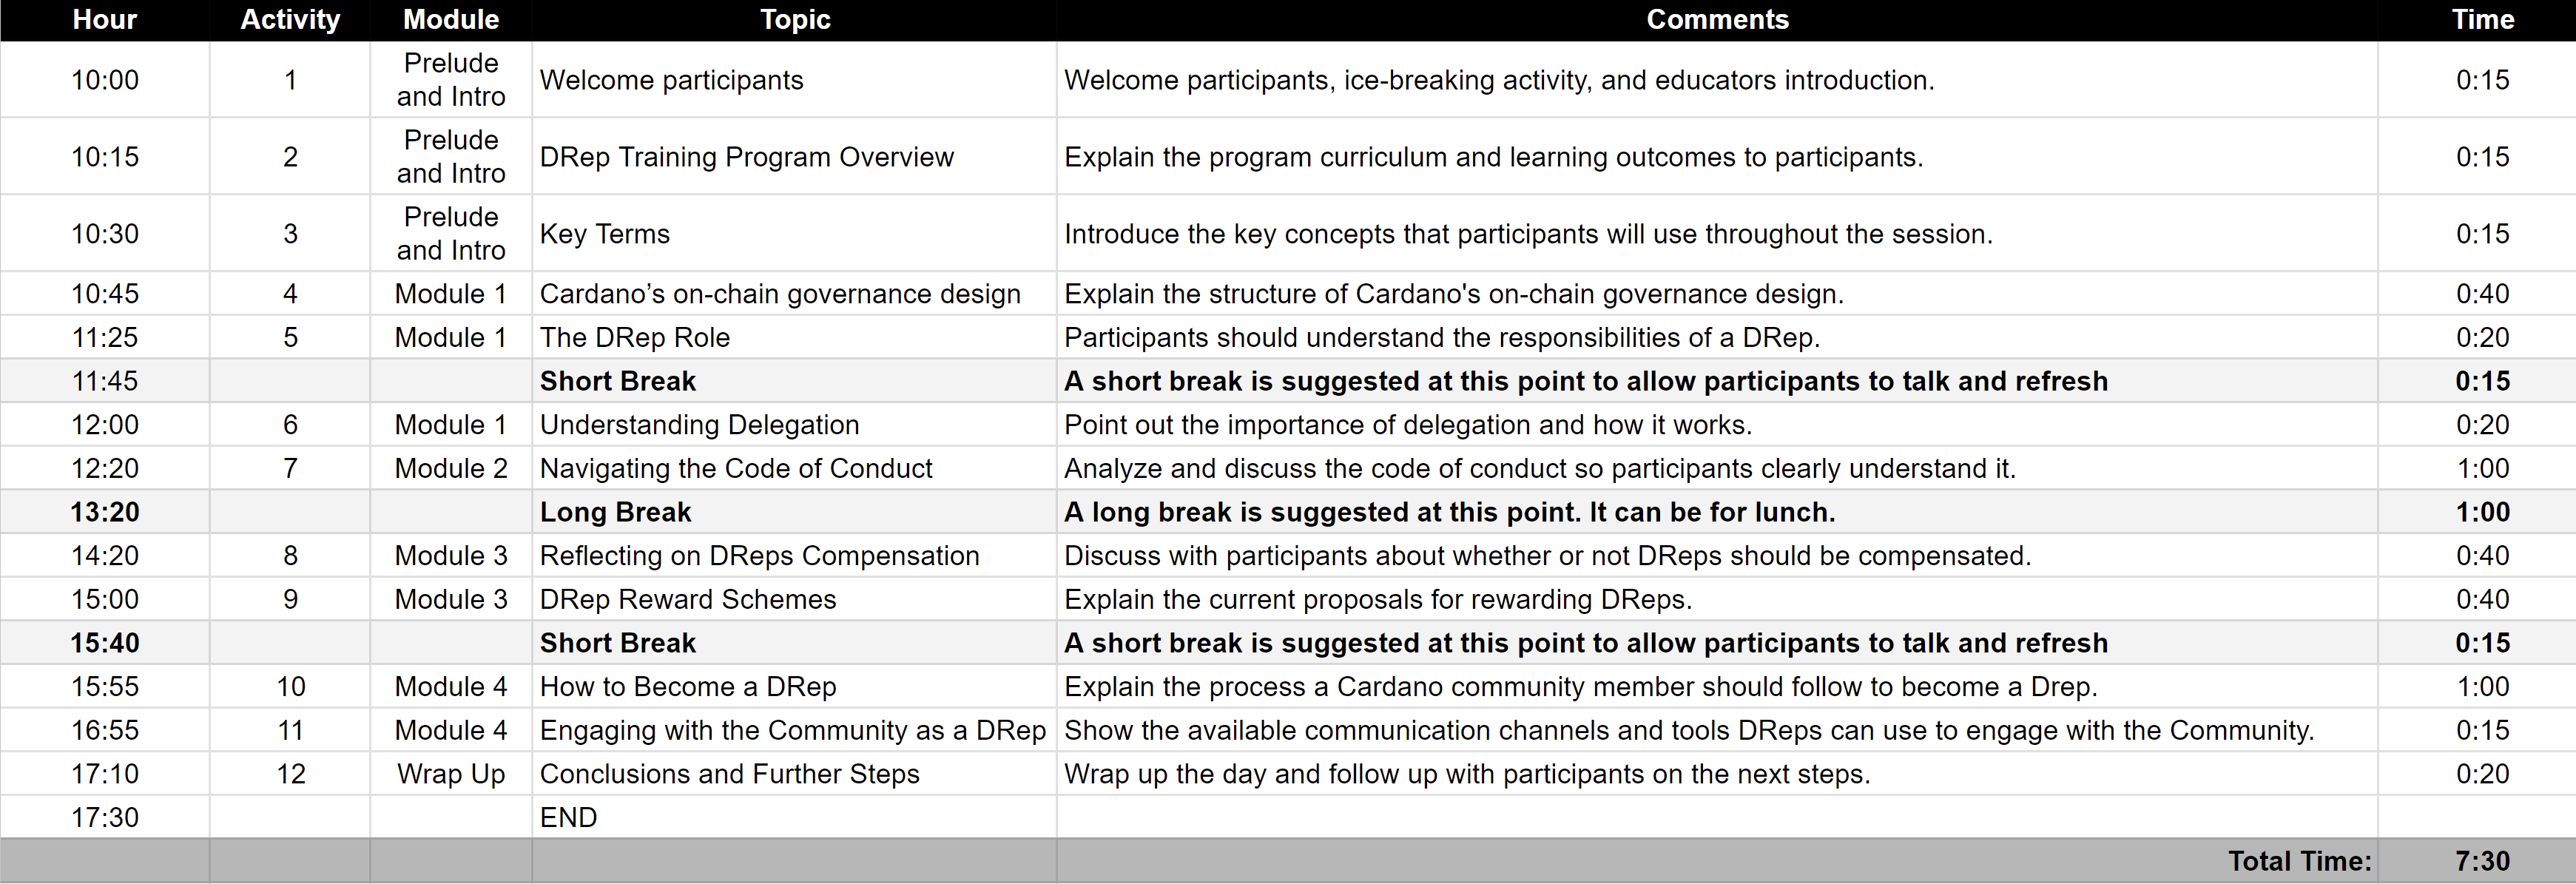 Hour Activity Module Topic Comments Time
10:00 1 Prelude and Intro Welcome participants Welcome participants, ice-breaking activity, and educators introduction. 0:15
10:15 2 Prelude and Intro DRep Training Program Overview Explain the program curriculum and learning outcomes to participants. 0:15
10:30 3 Prelude and Intro Key Terms Introduce the key concepts that participants will use throughout the session. 0:15
10:45 4 Module 1 Cardano’s on-chain governance design Explain the structure of Cardano's on-chain governance design. 0:40
11:25 5 Module 1 The DRep Role Participants should understand the responsibilities of a DRep. 0:20
11:45 Short Break A short break is suggested at this point to allow participants to talk and refresh 0:15
12:00 6 Module 1 Understanding Delegation Point out the importance of delegation and how it works. 0:20
12:20 7 Module 2 Navigating the Code of Conduct Analyze and discuss the code of conduct so participants clearly understand it. 1:00
13:20 Long Break A long break is suggested at this point. It can be for lunch. 1:00
14:20 8 Module 3 Reflecting on DReps Compensation Discuss with participants about whether or not DReps should be compensated. 0:40
15:00 9 Module 3 DRep Reward Schemes Explain the current proposals for rewarding DReps. 0:40
15:40 Short Break A short break is suggested at this point to allow participants to talk and refresh 0:15
15:55 10 Module 4 How to Become a DRep Explain the process a Cardano community member should follow to become a Drep. 1:00
16:55 11 Module 4 Engaging with the Community as a DRep Show the available communication channels and tools DReps can use to engage with the Community. 0:15
17:10 12 Wrap Up Conclusions and Further Steps Wrap up the day and follow up with participants on the next steps. 0:20
17:30 END
Total Time: 7:30